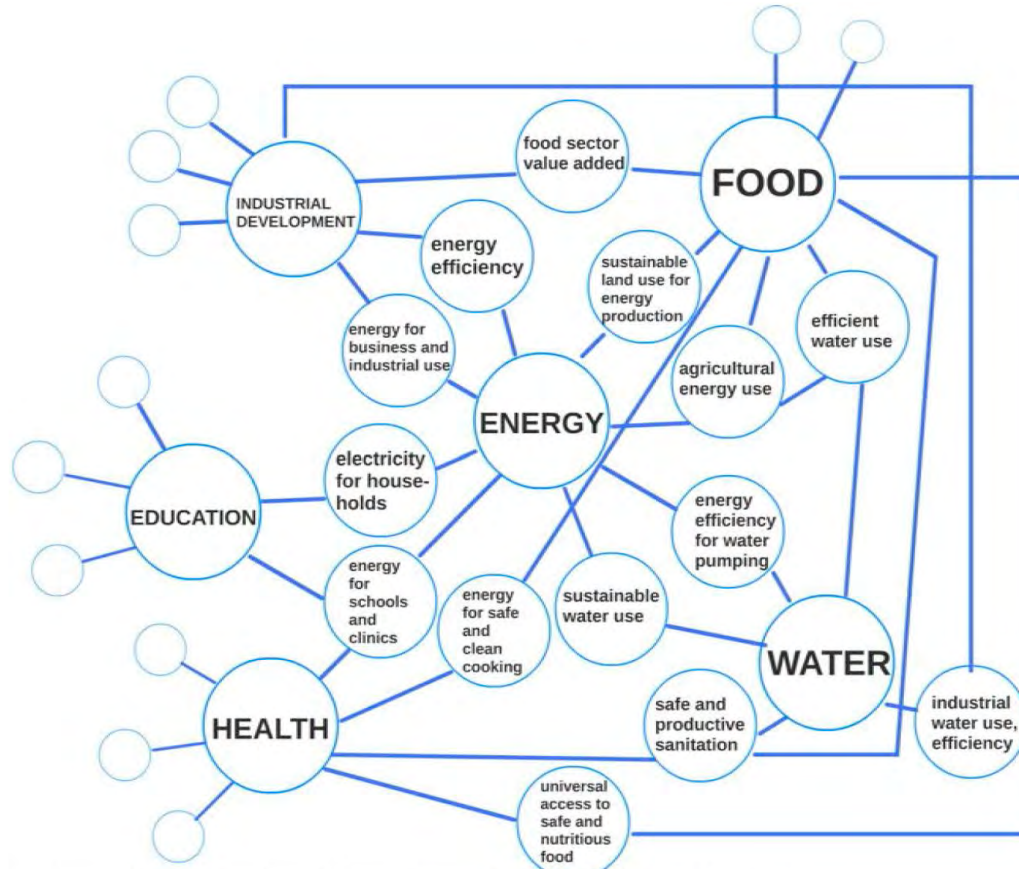 food sector
value added
FOOD
INDUSTRIAL
DEVELOPMENT
energy
efficiency
sustainable
land use for
energy
production
efficient
water use
energy for
business and
industrial use
agricultural
energy use
ENERGY
electricity
for house-
holds
EDUCATION
energy
efficiency
for water
pumping
energy
for
schools
and
clinics
energy
for safe
and
clean
cooking
sustainable
water use
WATER
HEALTH
safe and
productive
sanitation
industrial
water use,
efficiency
universal
access to
safe and
nutritious
food